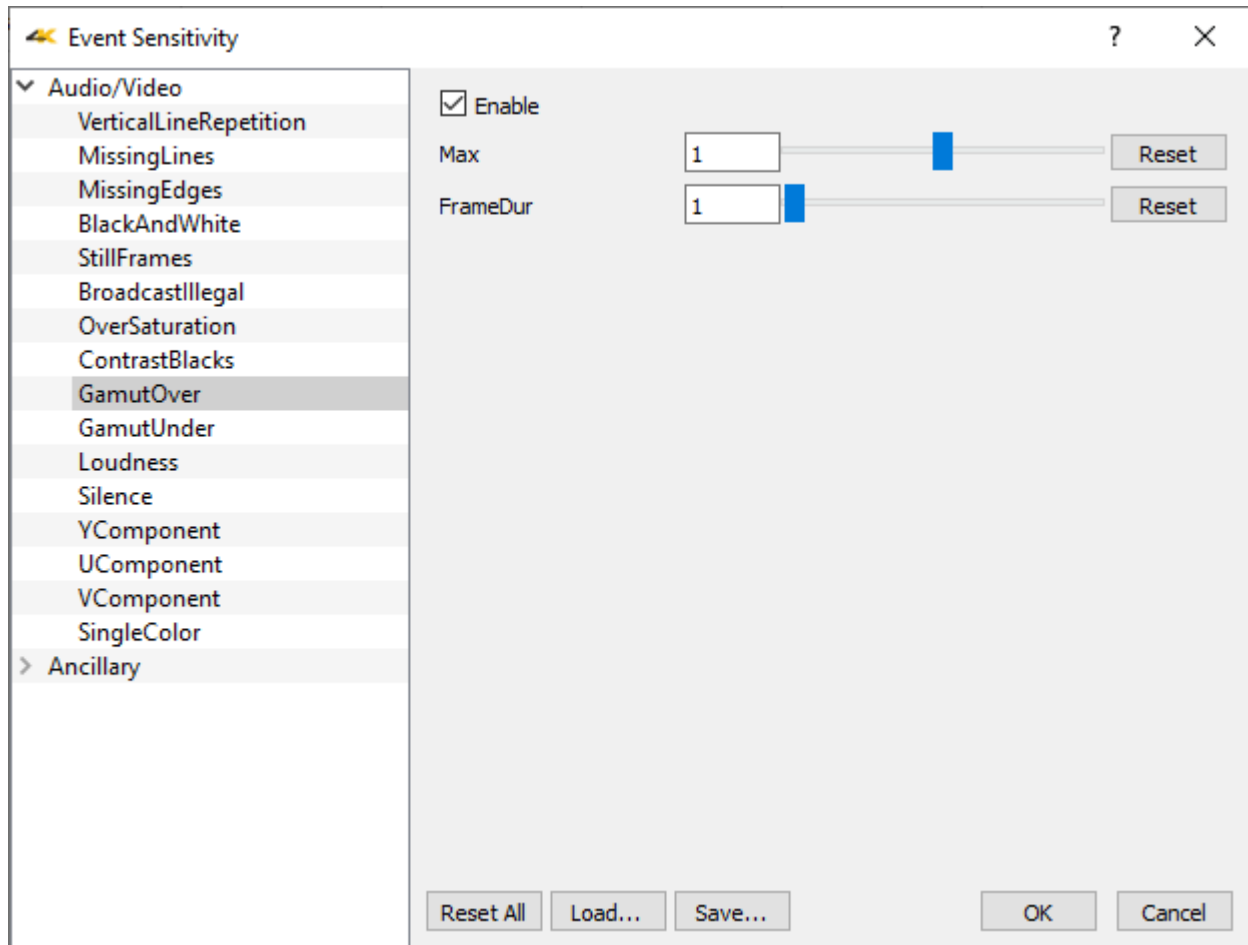 4K Event Sensitivity ?
Audio/Video
VerticalLineRepetition
MissingLines
MissingEdges
BlackAndWhite
StillFrames
BroadcastIllegal
OverSaturation
ContrastBlacks
GamutOver
GamutUnder
Loudness
Silence
YComponent
UComponent
VComponent
SingleColor
Ancillary
Enable
Max 1 Reset
FrameDur 1 Reset
Reset All Load... Save... OK Cancel